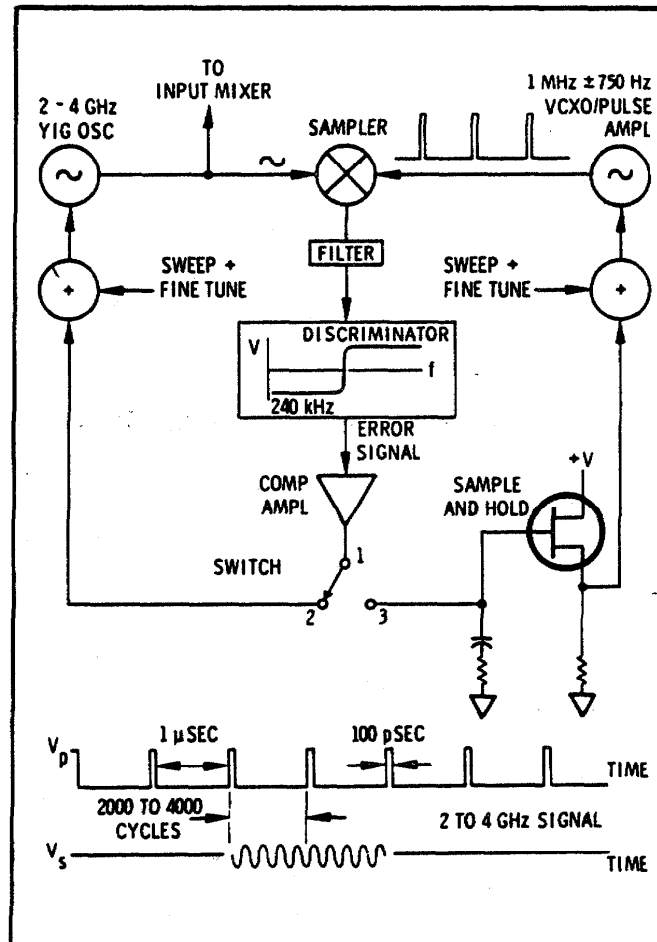 TO
INPUT MIXER
2 - 4 GHz
YIG OSC
SAMPLER
1 MHz ±750 Hz
VCXO/PULSE
AMPL
~
~
~
FILTER
+
SWEEP +
FINE TUNE
SWEEP +
FINE TUNE
+
DISCRIMINATOR
V
f
240 kHz
ERROR
SIGNAL
COMP
AMPL
SAMPLE
AND HOLD
+V
SWITCH
1
2
3
Vp
1 μSEC
100 pSEC
TIME
2000 TO 4000
CYCLES
2 TO 4 GHz SIGNAL
Vs
TIME